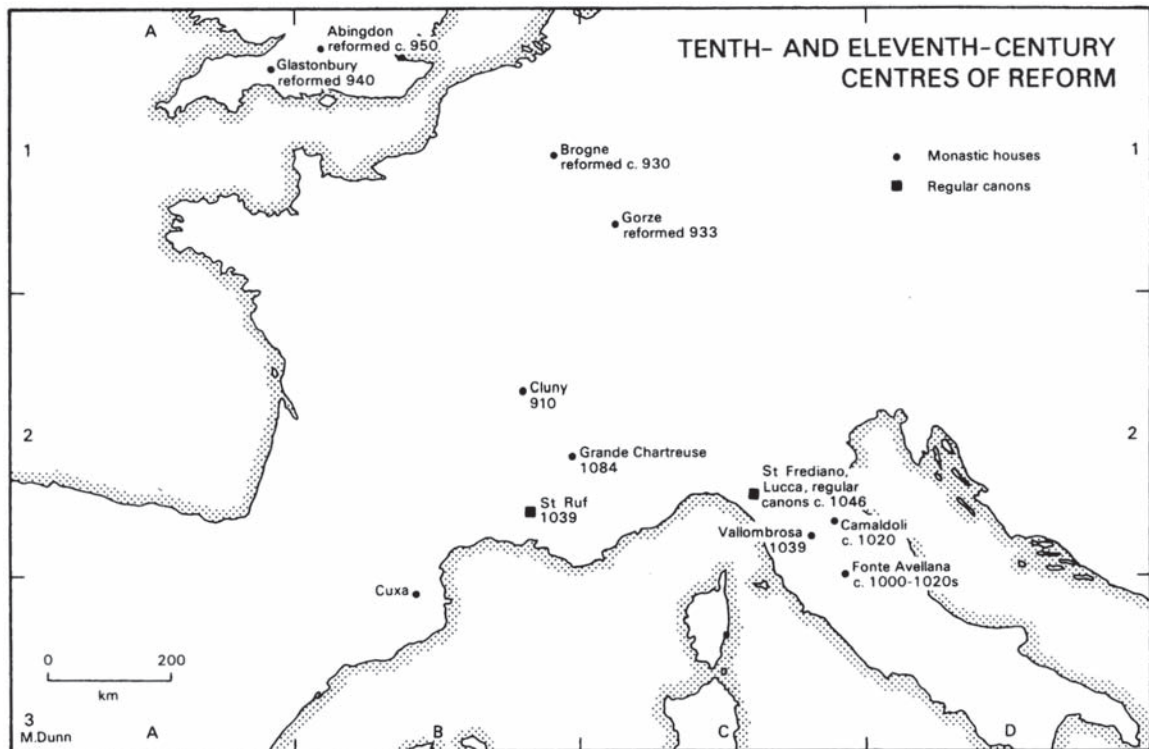 TENTH- AND ELEVENTH-CENTURY
CENTRES OF REFORM
Monastic houses
Regular canons
A
Abingdon
reformed c. 950
Glastonbury
reformed 940
1
1
Brogne
reformed c. 930
Gorze
reformed 933
Cluny
910
2
2
Grande Chartreuse
1084
St Frediano,
Lucca, regular
canons c. 1046
St Ruf
1039
Vallombrosa
1039
Camaldoli
c. 1020
Fonte Avellana
c. 1000-1020s
Cuxa
0
200
km
3
M.Dunn
A
B
C
D